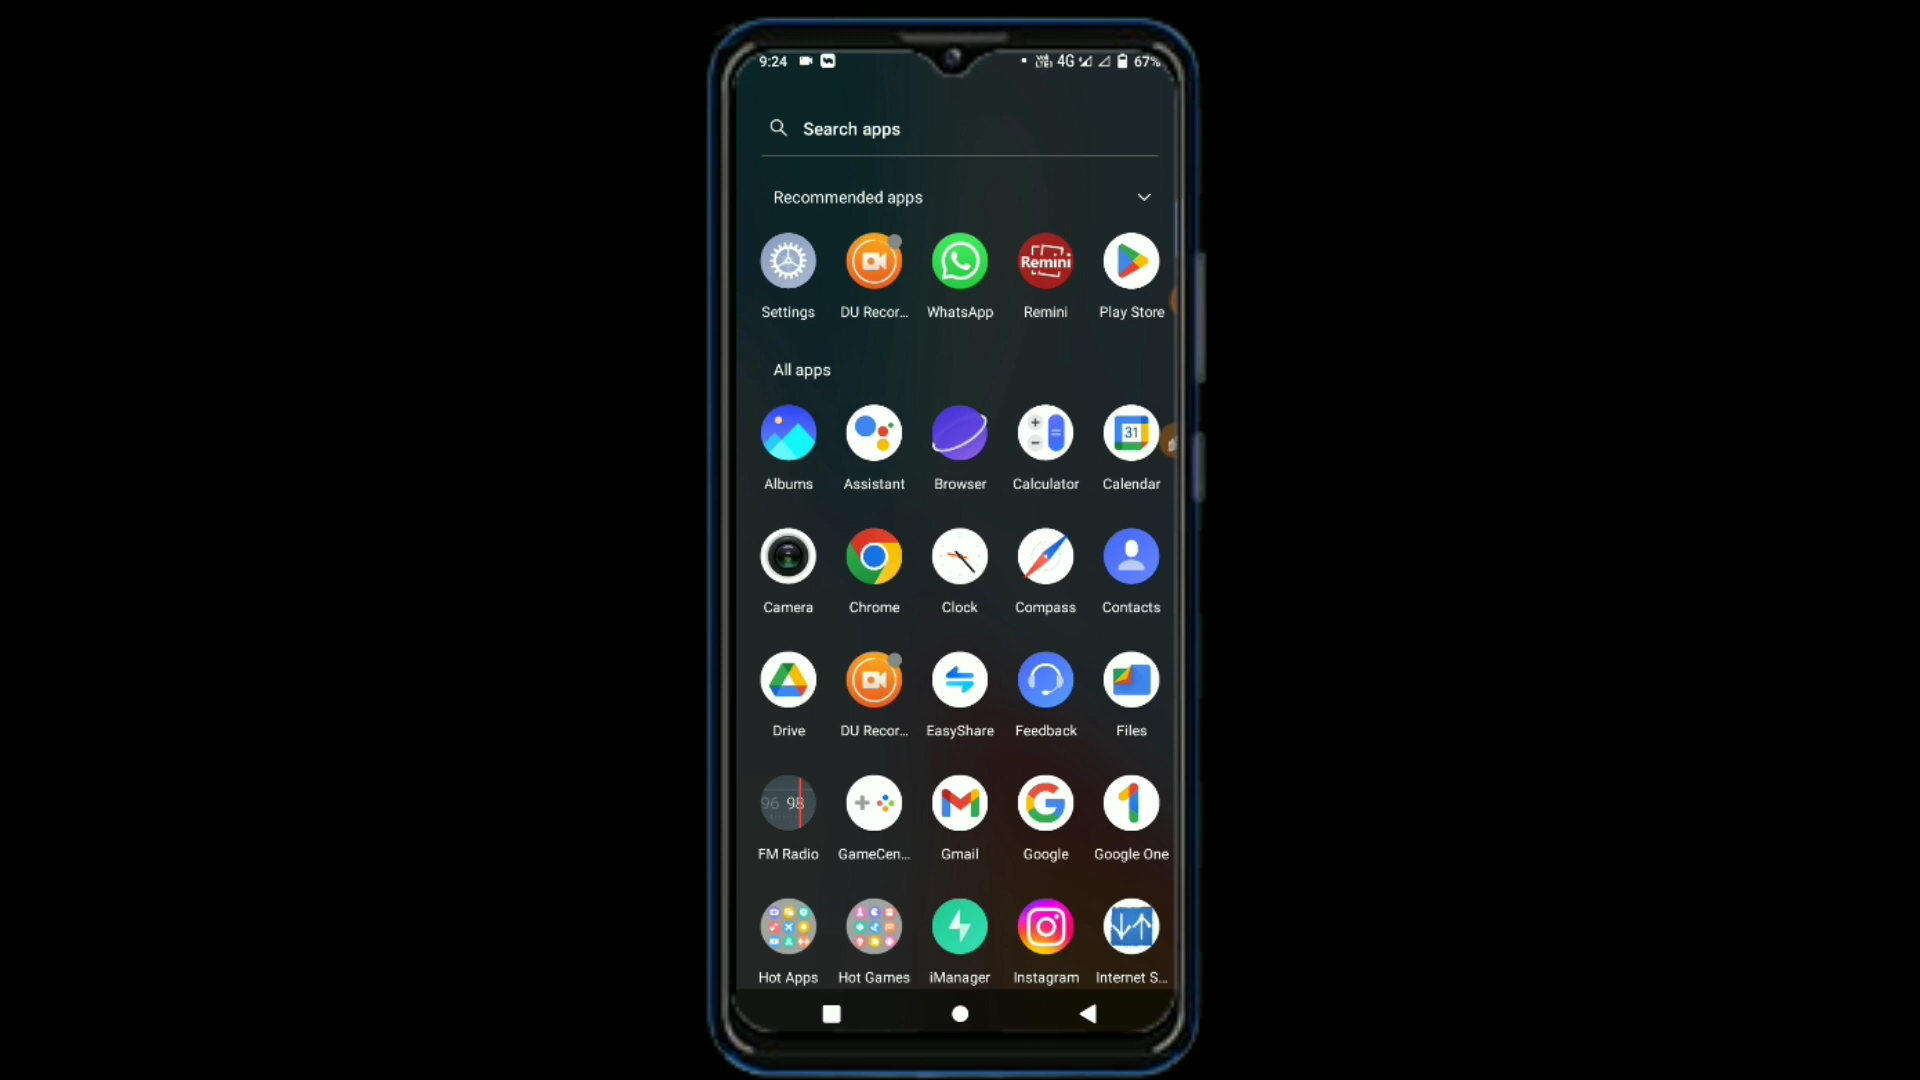 9:24 4G 67%
Search apps
Recommended apps
Remini
Settings DU Recor... WhatsApp Remini Play Store
All apps
31
Albums Assistant Browser Calculator Calendar
Camera Chrome Clock Compass Contacts
Drive DU Recor... EasyShare Feedback Files
96 98
FM Radio GameCen... Gmail Google Google One
Hot Apps Hot Games iManager Instagram Internet S...